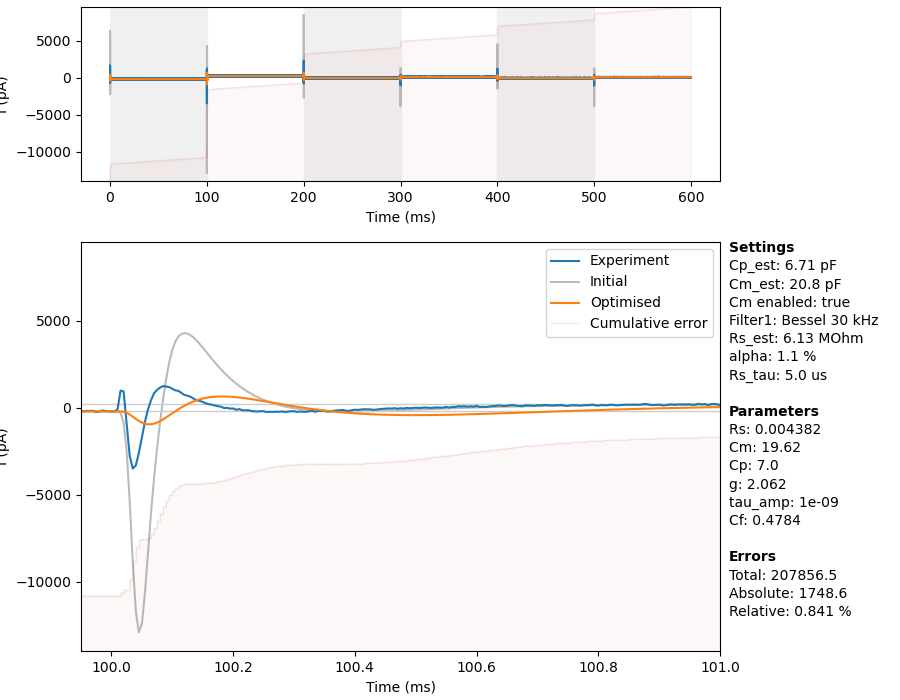 5000
0
−5000
−10000
I (pA)
0 100 200 300 400 500 600
Time (ms)
Experiment
Initial
Optimised
Cumulative error
5000
0
−5000
−10000
I (pA)
100.0 100.2 100.4 100.6 100.8 101.0
Time (ms)
Settings
Cp_est: 6.71 pF
Cm_est: 20.8 pF
Cm enabled: true
Filter1: Bessel 30 kHz
Rs_est: 6.13 MOhm
alpha: 1.1 %
Rs_tau: 5.0 us
Parameters
Rs: 0.004382
Cm: 19.62
Cp: 7.0
g: 2.062
tau_amp: 1e-09
Cf: 0.4784
Errors
Total: 207856.5
Absolute: 1748.6
Relative: 0.841 %